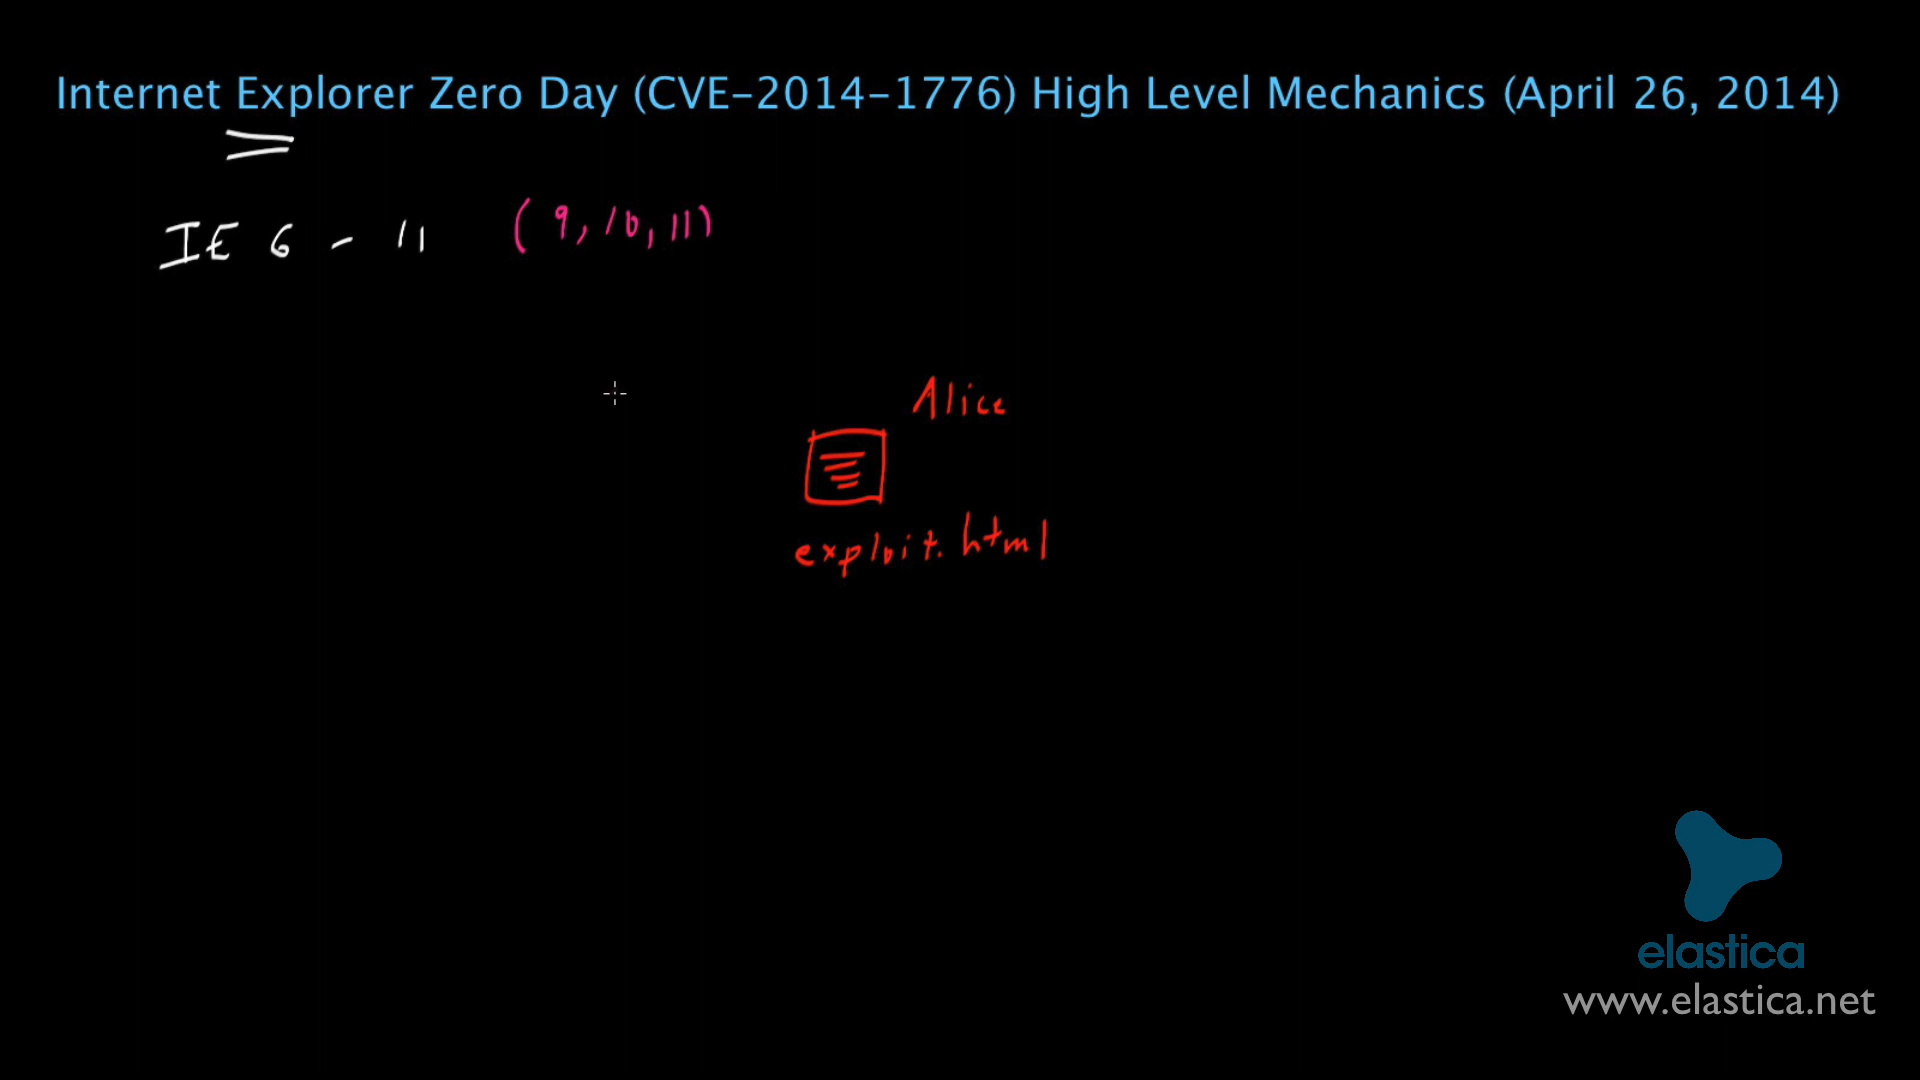 Internet Explorer Zero Day (CVE-2014-1776) High Level Mechanics (April 26, 2014)
IE 6 - 11 (9, 10, 11)
Alice
exploit.html
elastica
www.elastica.net